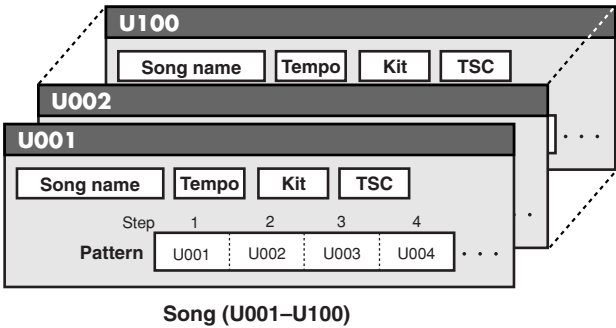 U100
Song name Tempo Kit TSC
U002
. . .
U001
Song name Tempo Kit TSC
Step 1 2 3 4
Pattern U001 U002 U003 U004 . . .
Song (U001–U100)